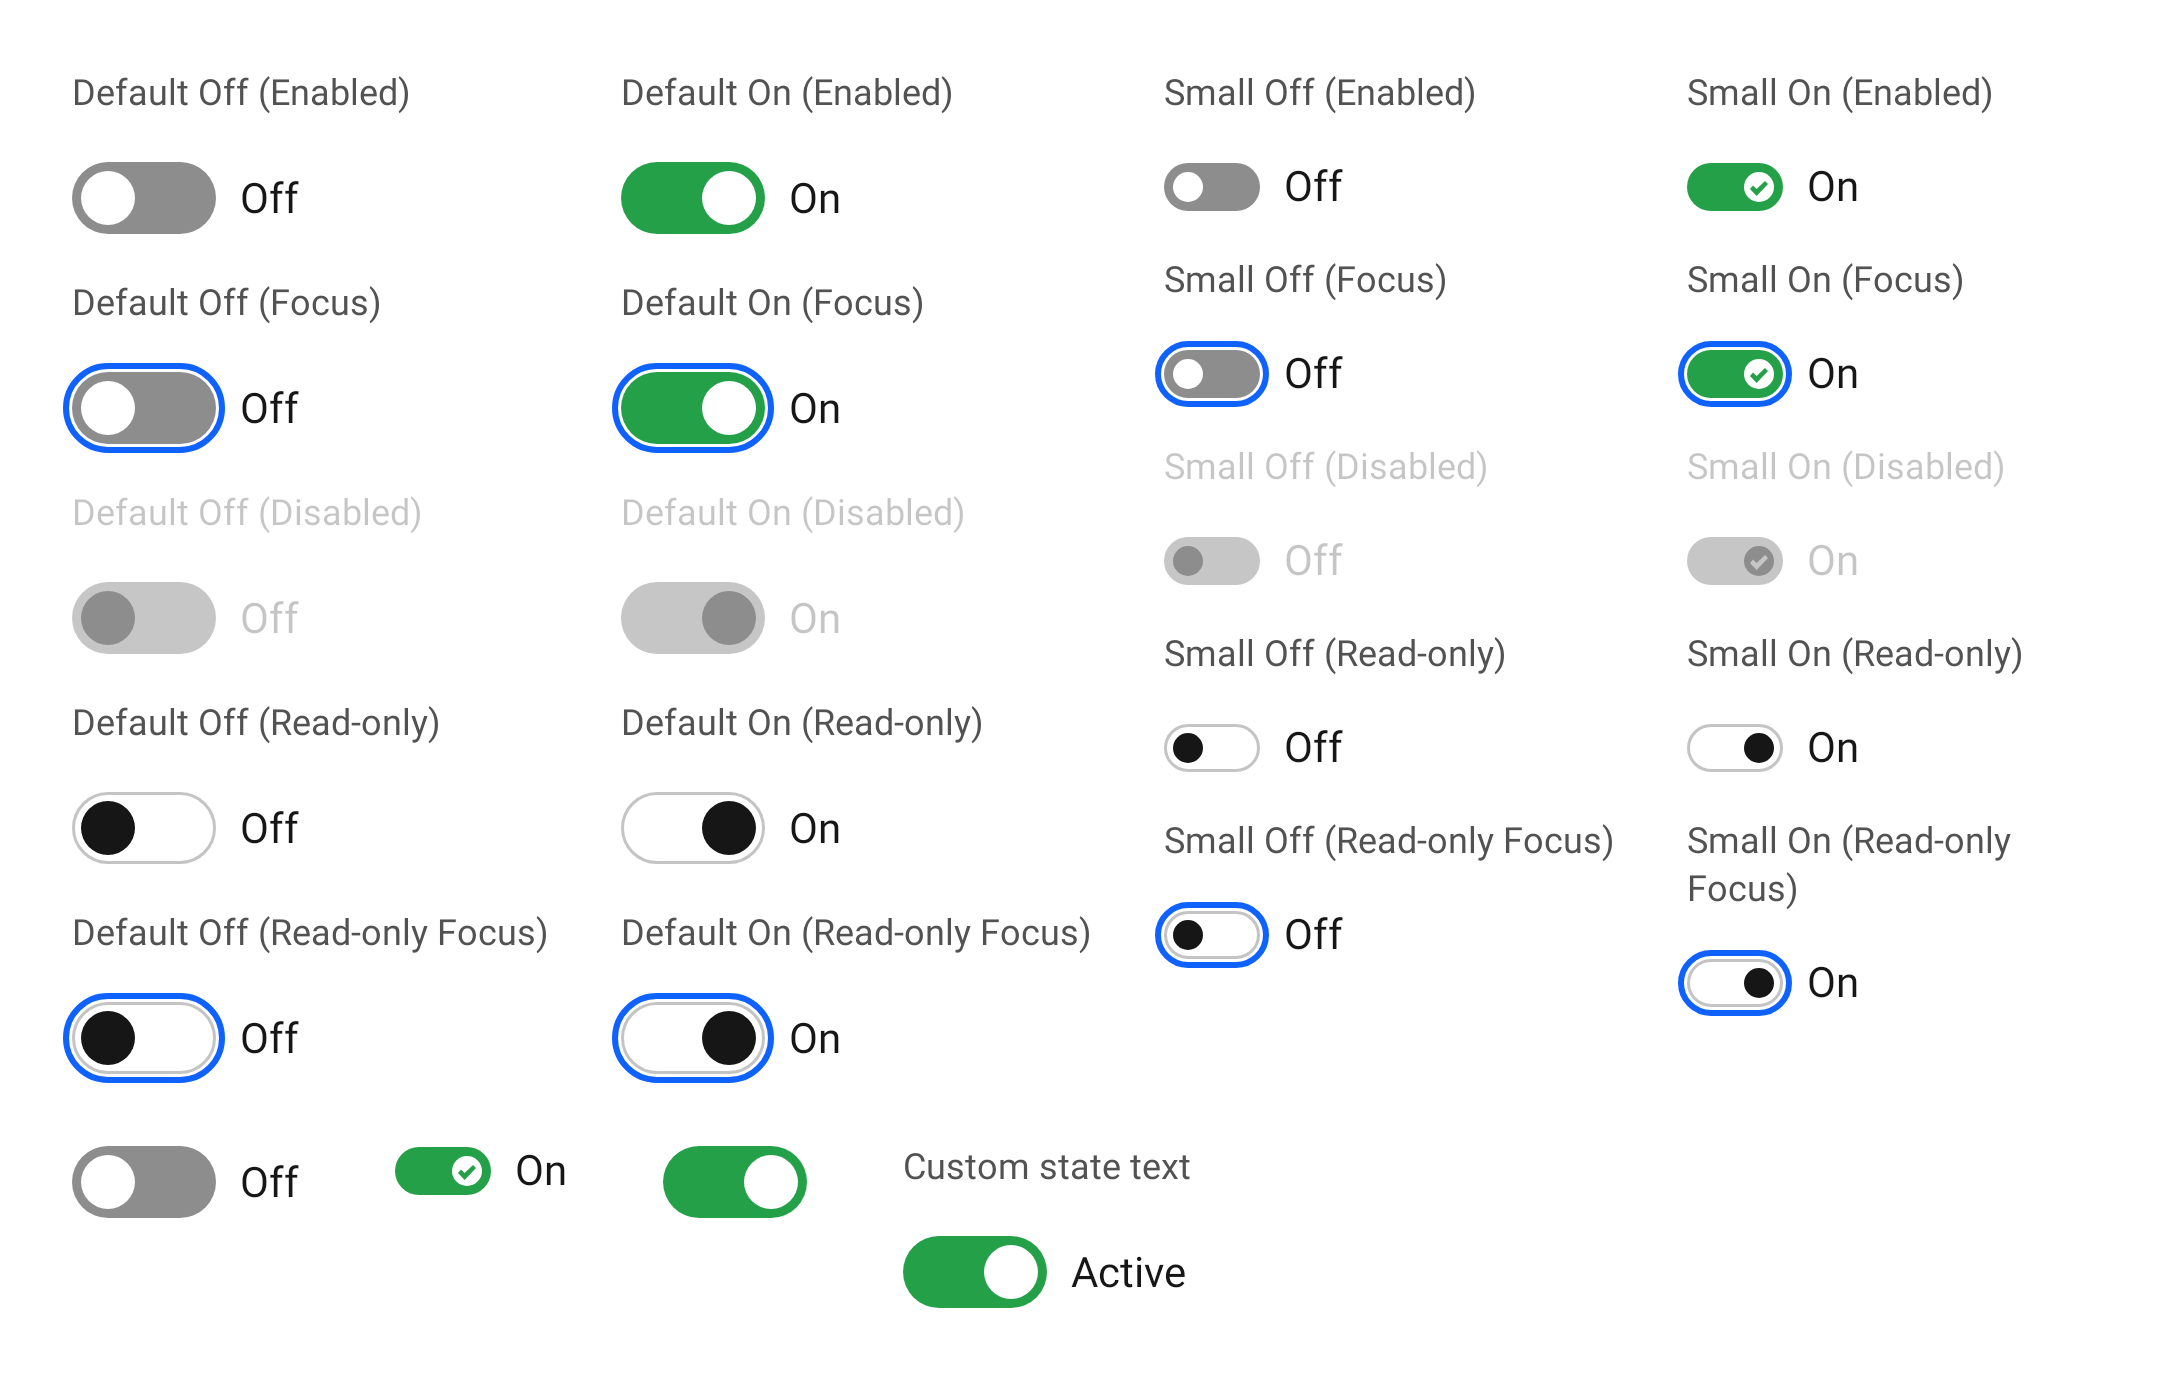 Default Off (Enabled)
Off
Default Off (Focus)
Off
Default Off (Disabled)
Off
Default Off (Read-only)
Off
Default Off (Read-only Focus)
Off
Default On (Enabled)
On
Default On (Focus)
On
Default On (Disabled)
On
Default On (Read-only)
On
Default On (Read-only Focus)
On
Small Off (Enabled)
Off
Small Off (Focus)
Off
Small Off (Disabled)
Off
Small Off (Read-only)
Off
Small Off (Read-only Focus)
Off
Small On (Enabled)
On
Small On (Focus)
On
Small On (Disabled)
On
Small On (Read-only)
On
Small On (Read-only
Focus)
On
Off
On
Custom state text
Active